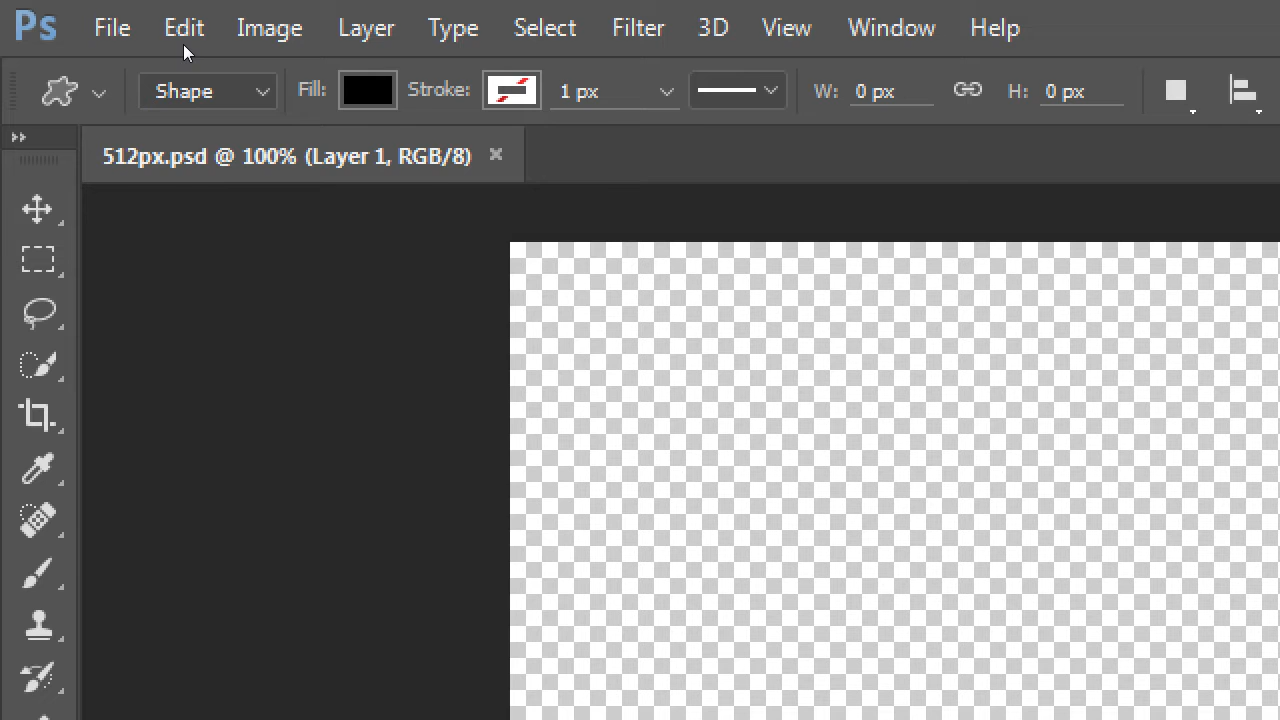 Ps File Edit Image Layer Type Select Filter 3D View Window Help
Shape Fill: Stroke: 1 px W: 0 px H: 0 px
512px.psd @ 100% (Layer 1, RGB/8)